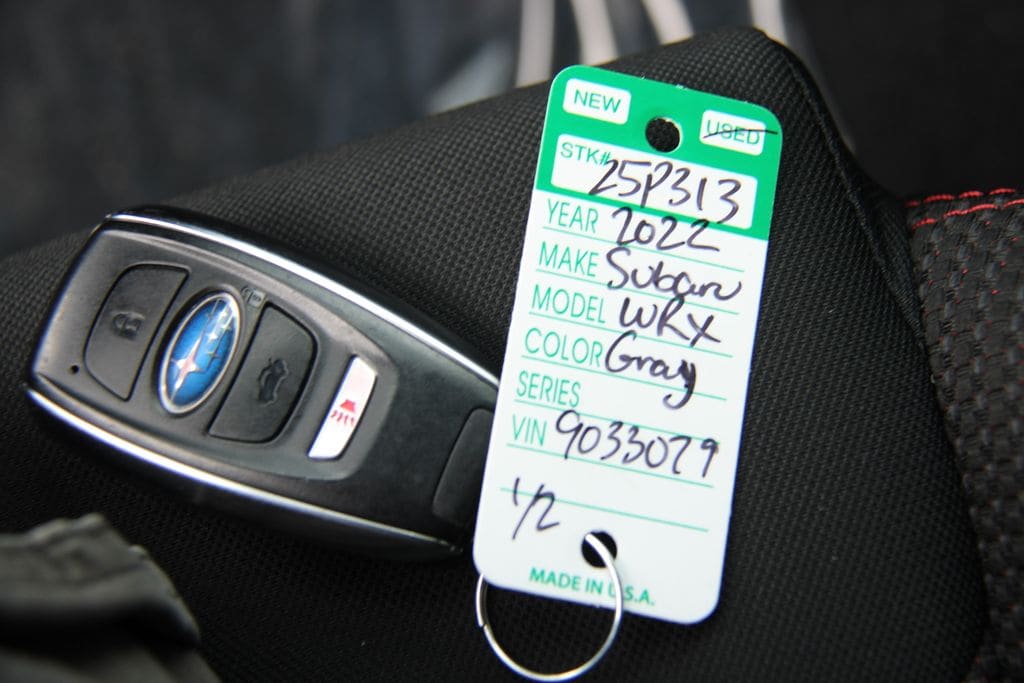 NEW USED
STK# 25P313
YEAR 2022
MAKE Subaru
MODEL WRX
COLOR Gray
SERIES
VIN 9033079
1/2
MADE IN U.S.A.